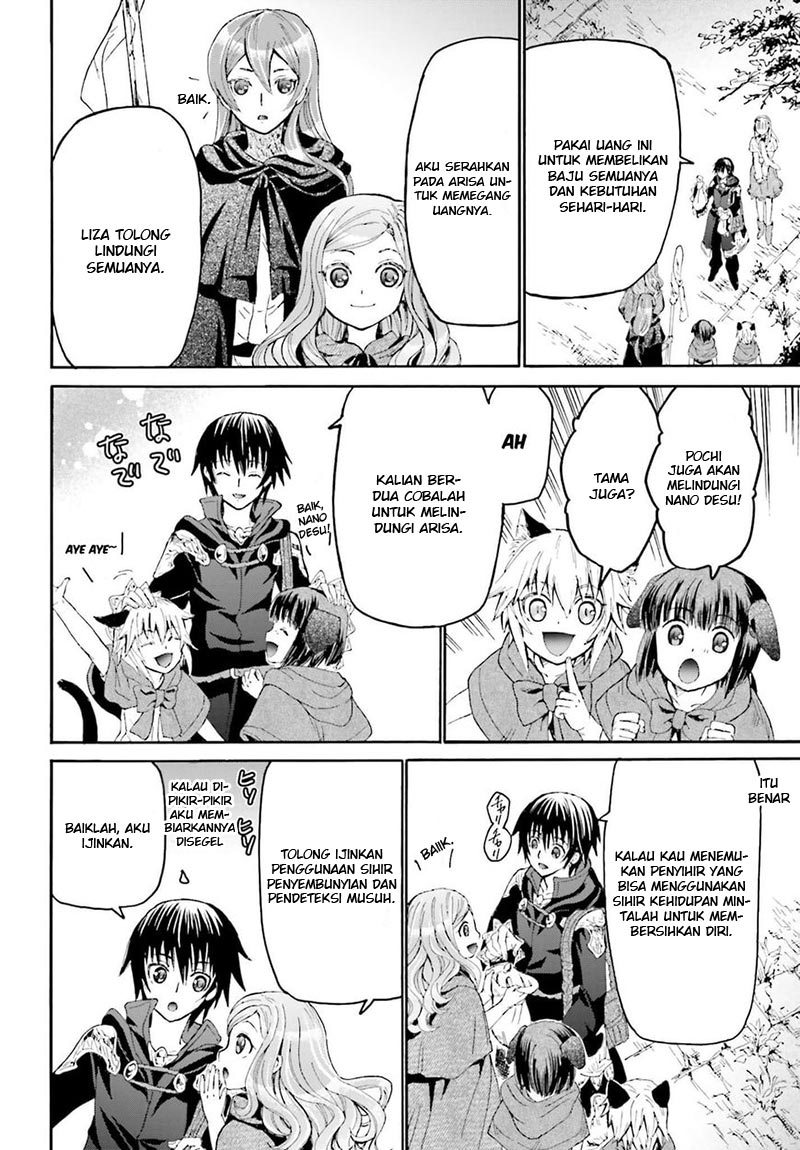 PAKAI UANG INI
UNTUK MEMBELIKAN
BAJU SEMUANYA
DAN KEBUTUHAN
SEHARI-HARI.
AKU SERAHKAN
PADA ARISA UN-
TUK MEMEGANG
UANGNYA.
BAIK.
LIZA TOLONG
LINDUNGI
SEMUANYA.
POCHI
JUGA AKAN
MELINDUNGI
NANO DESU!
TAMA
JUGA?
AH
KALIAN BER-
DUA COBALAH
UNTUK MELIN-
DUNGI ARISA.
BAIK,
NANO
DESU!
なで
なで
AYE AYE~
ITU
BENAR
KALAU KAU MENEMU-
KAN PENYIHIR YANG
BISA MENGGUNAKAN
SIHIR KEHIDUPAN MIN-
TALAH UNTUK MEM-
BERSIHKAN DIRI.
BAIIK.
TOLONG IJINKAN
PENGGUNAAN SIHIR
PENYEMBUNYIAN DAN
PENDETEKSI MUSUH.
KALAU DI-
PIKIR-PIKIR
AKU MEM-
BIARKANNYA
DISEGEL
BAIKLAH, AKU
IJINKAN.